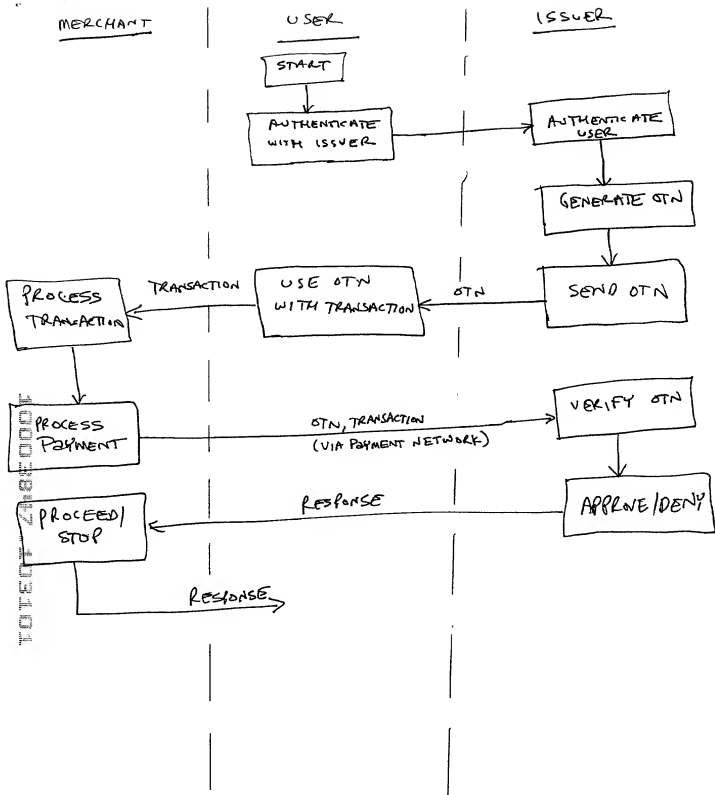 MERCHANT
USER
ISSUER
START
AUTHENTICATE
WITH ISSUER
AUTHENTICATE
USER
GENERATE OTN
PROCESS
TRANSACTION
TRANSACTION
USE OTN
WITH TRANSACTION
OTN
SEND OTN
PROCESS
PAYMENT
OTN, TRANSACTION
(VIA PAYMENT NETWORK)
VERIFY OTN
PROCEED/
STOP
RESPONSE
APPROVE/DENY
RESPONSE